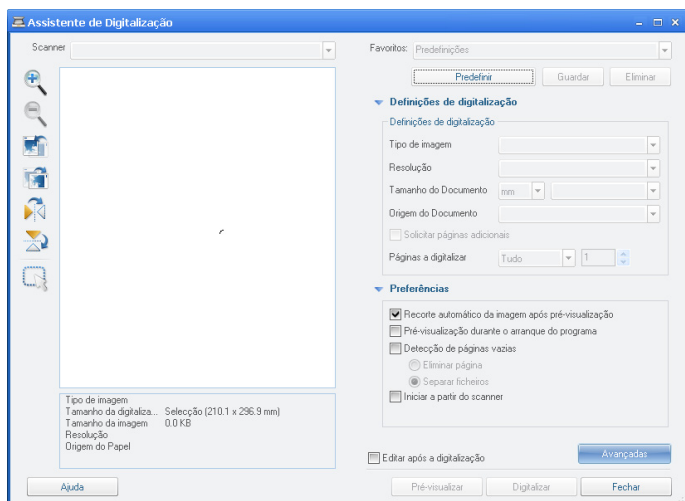 Assistente de Digitalização
Scanner
Favoritos: Predefinições
Predefinir Guardar Eliminar
Definições de digitalização
Definições de digitalização
Tipo de imagem
Resolução
Tamanho do Documento mm
Origem do Documento
Solicitar páginas adicionais
Páginas a digitalizar Tudo 1
Preferências
Recorte automático da imagem após pré-visualização
Pré-visualização durante o arranque do programa
Detecção de páginas vazias
Eliminar página
Separar ficheiros
Iniciar a partir do scanner
Tipo de imagem
Tamanho da digitaliza... Selecção (210.1 x 296.9 mm)
Tamanho da imagem 0.0 KB
Resolução
Origem do Papel
Editar após a digitalização Avançadas
Ajuda Pré-visualizar Digitalizar Fechar